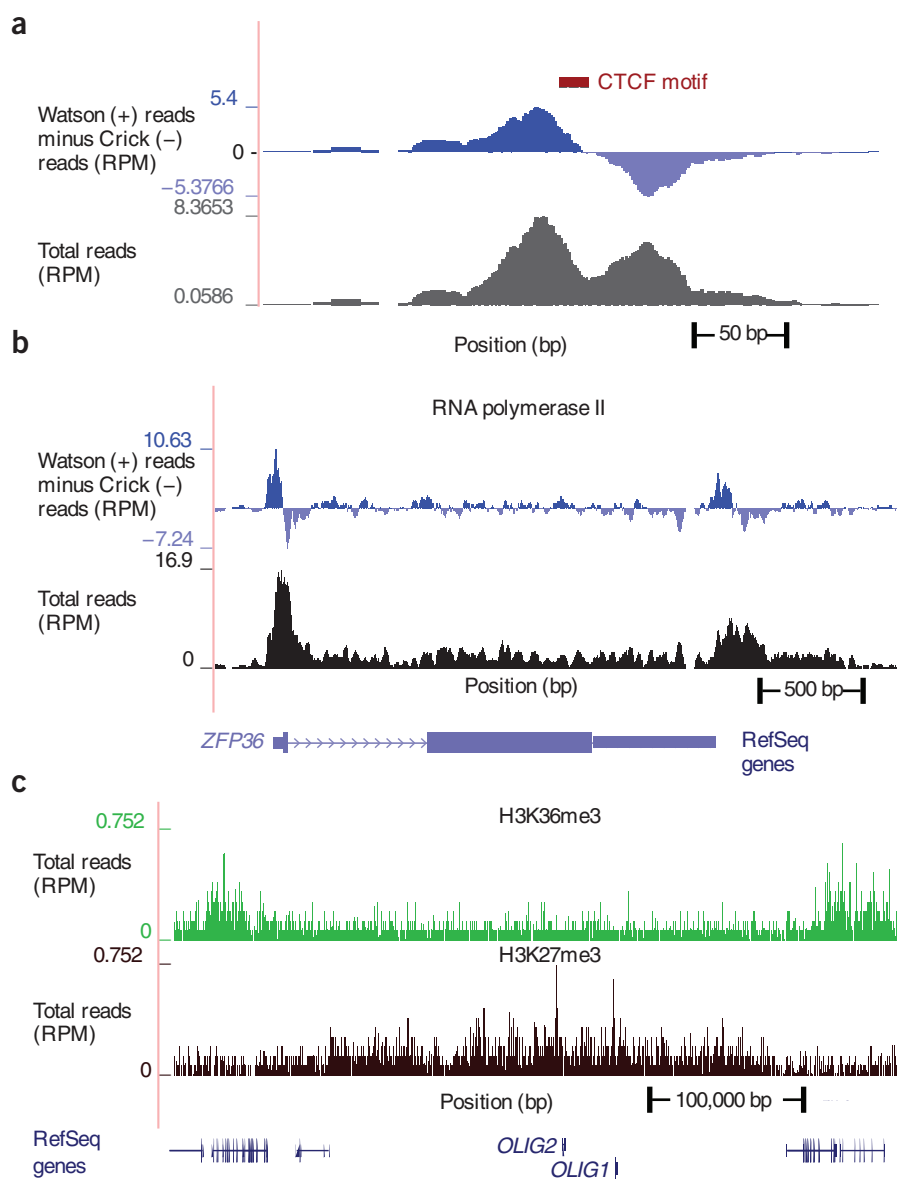 a
CTCF motif
5.4
Watson (+) reads
minus Crick (−)
reads (RPM)
0
−5.3766
8.3653
Total reads
(RPM)
0.0586
50 bp
Position (bp)
b
RNA polymerase II
10.63
Watson (+) reads
minus Crick (−)
reads (RPM)
−7.24
16.9
Total reads
(RPM)
0
Position (bp)
500 bp
ZFP36
RefSeq
genes
c
H3K36me3
0.752
Total reads
(RPM)
0
H3K27me3
0.752
Total reads
(RPM)
0
Position (bp)
100,000 bp
RefSeq
genes
OLIG2
OLIG1